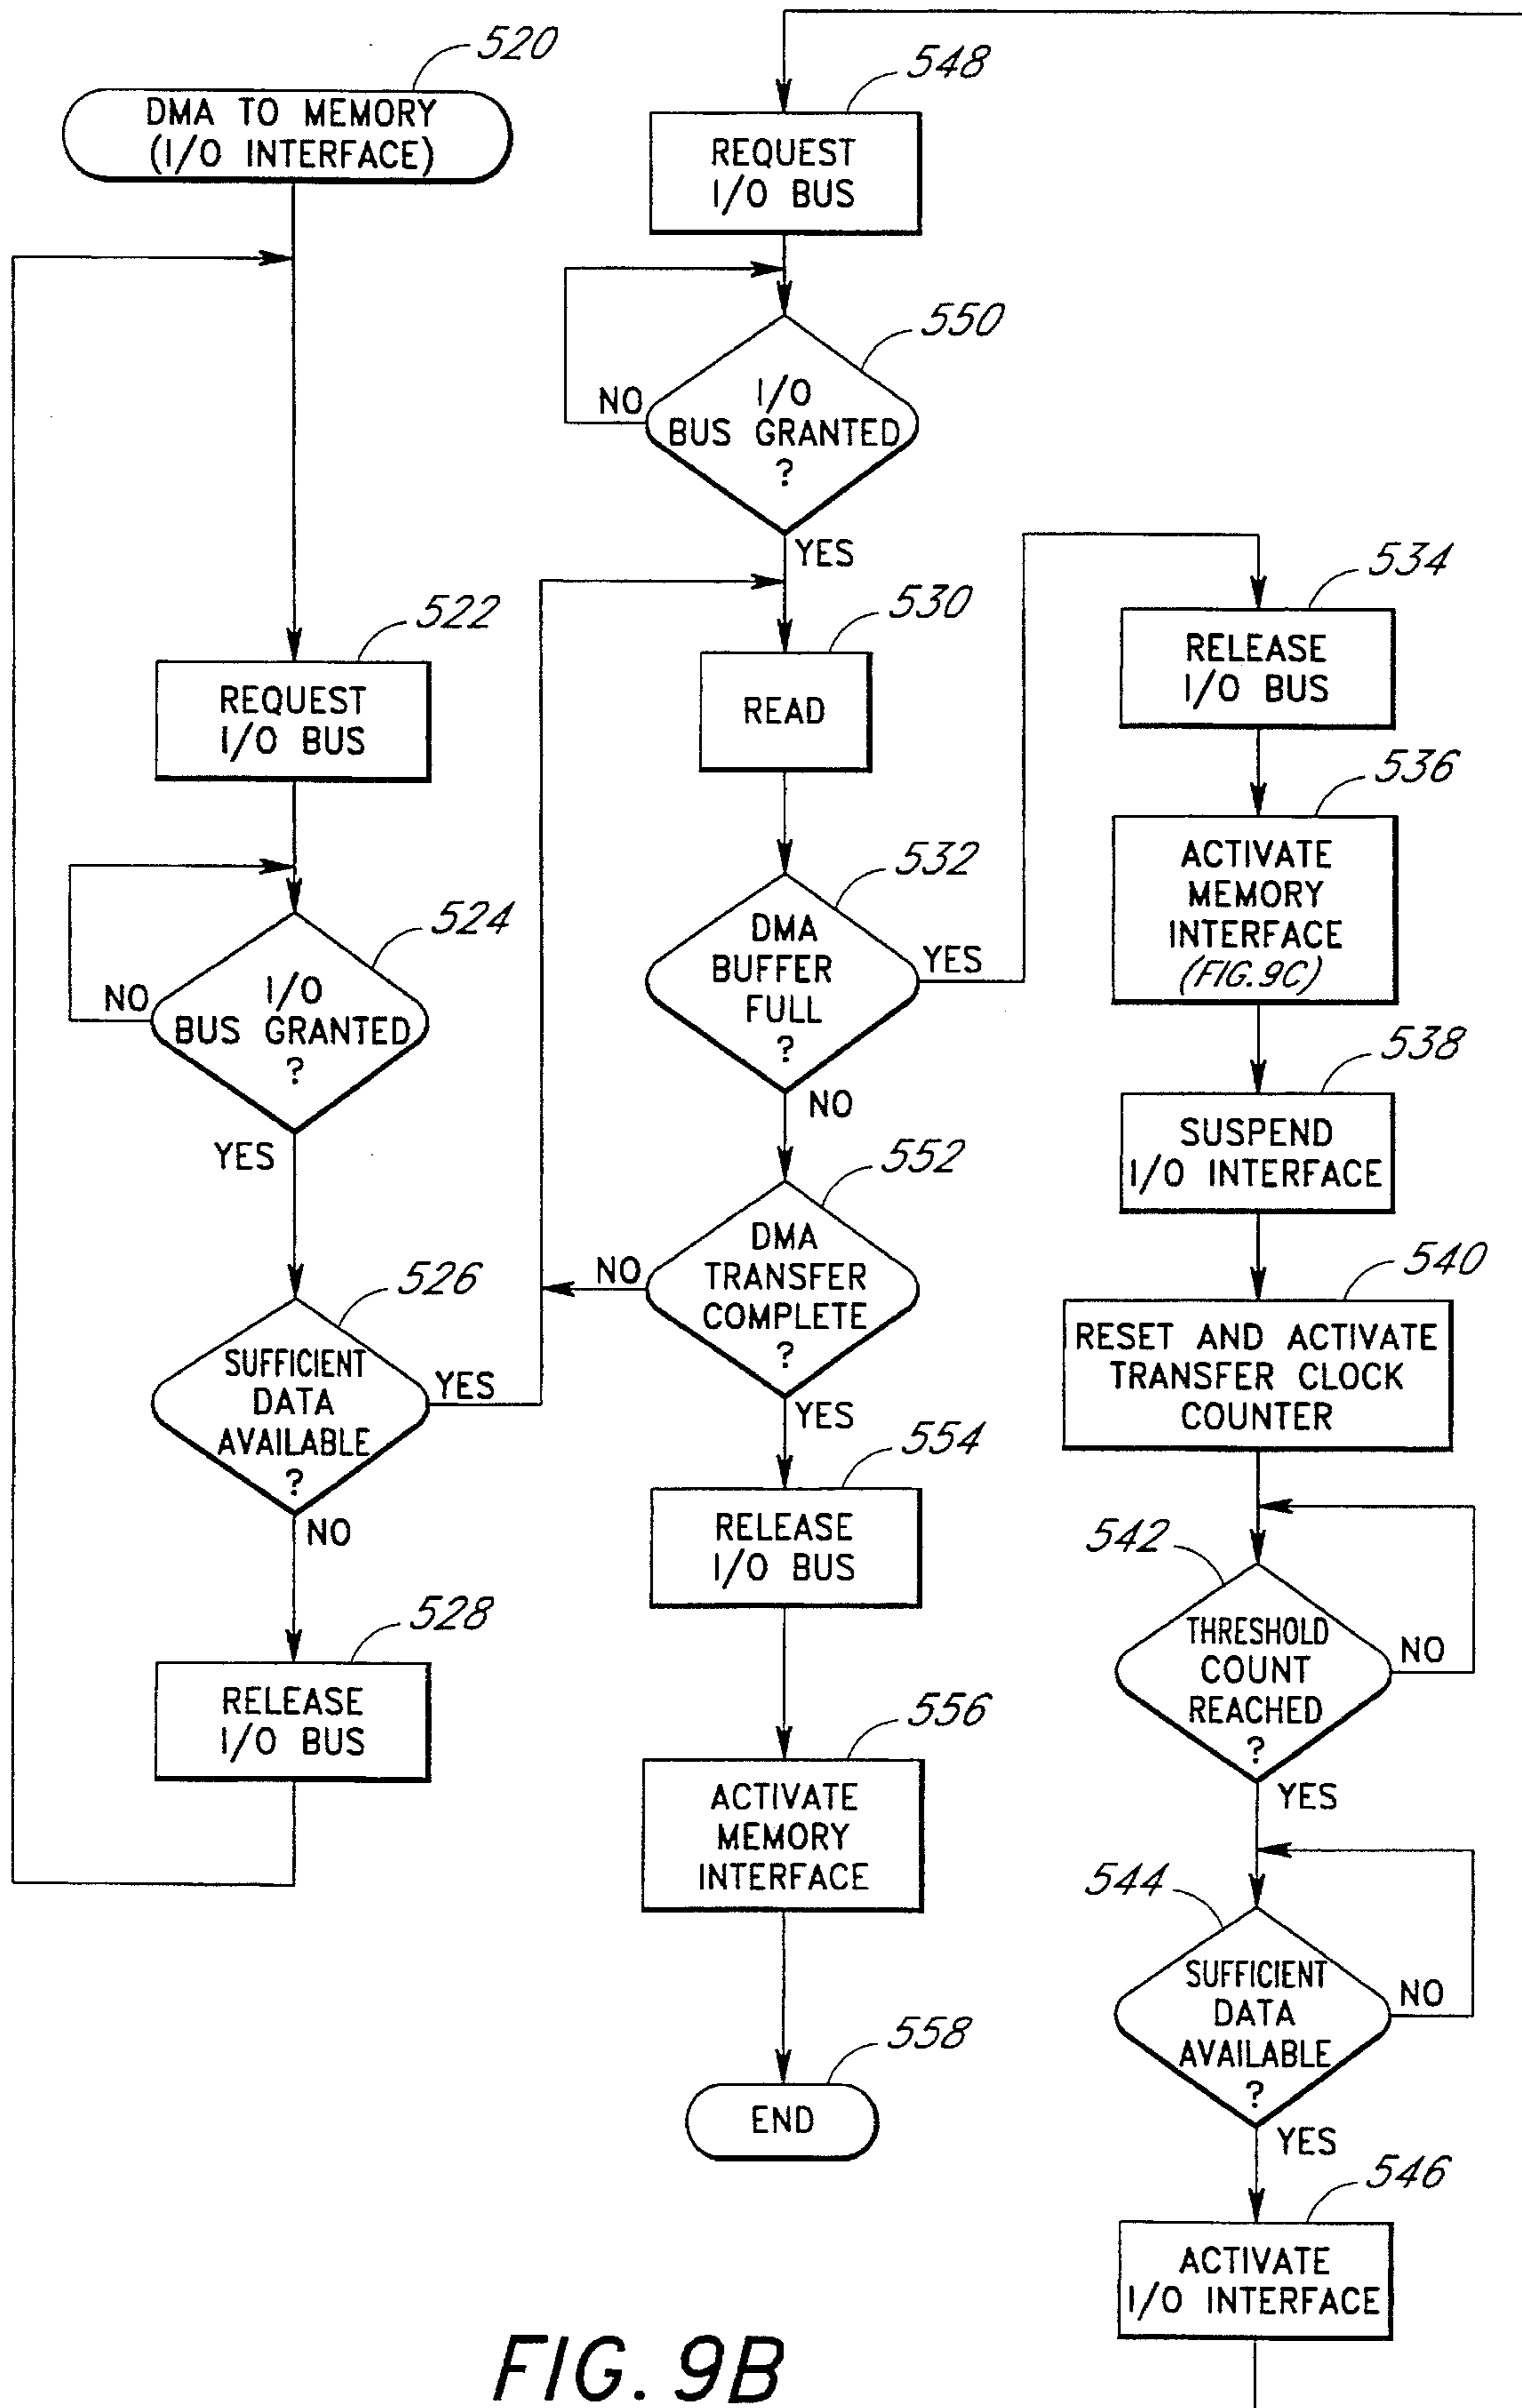 520
DMA TO MEMORY
(I/O INTERFACE)
522
REQUEST
I/O BUS
524
I/O
BUS GRANTED
?
NO
YES
526
SUFFICIENT
DATA
AVAILABLE
?
YES
NO
528
RELEASE
I/O BUS
548
REQUEST
I/O BUS
550
I/O
BUS GRANTED
?
NO
YES
530
READ
532
DMA
BUFFER
FULL
?
YES
NO
552
DMA
TRANSFER
COMPLETE
?
NO
YES
554
RELEASE
I/O BUS
556
ACTIVATE
MEMORY
INTERFACE
558
END
534
RELEASE
I/O BUS
536
ACTIVATE
MEMORY
INTERFACE
(FIG.9C)
538
SUSPEND
I/O INTERFACE
540
RESET AND ACTIVATE
TRANSFER CLOCK
COUNTER
542
THRESHOLD
COUNT
REACHED
?
NO
YES
544
SUFFICIENT
DATA
AVAILABLE
?
NO
YES
546
ACTIVATE
I/O INTERFACE
FIG. 9B